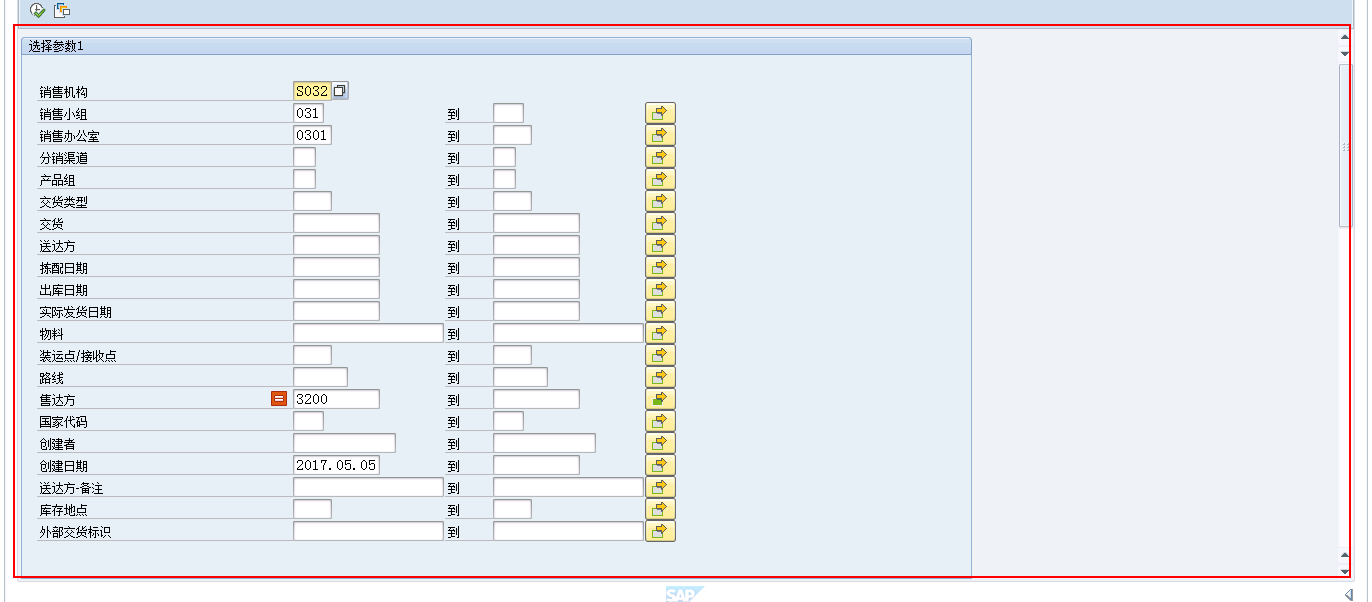 选择参数1
销售机构 S032
销售小组 031 到
销售办公室 0301 到
分销渠道 到
产品组 到
交货类型 到
交货 到
送达方 到
拣配日期 到
出库日期 到
实际发货日期 到
物料 到
装运点/接收点 到
路线 到
售达方 = 3200 到
国家代码 到
创建者 到
创建日期 2017.05.05 到
送达方-备注 到
库存地点 到
外部交货标识 到
SAP